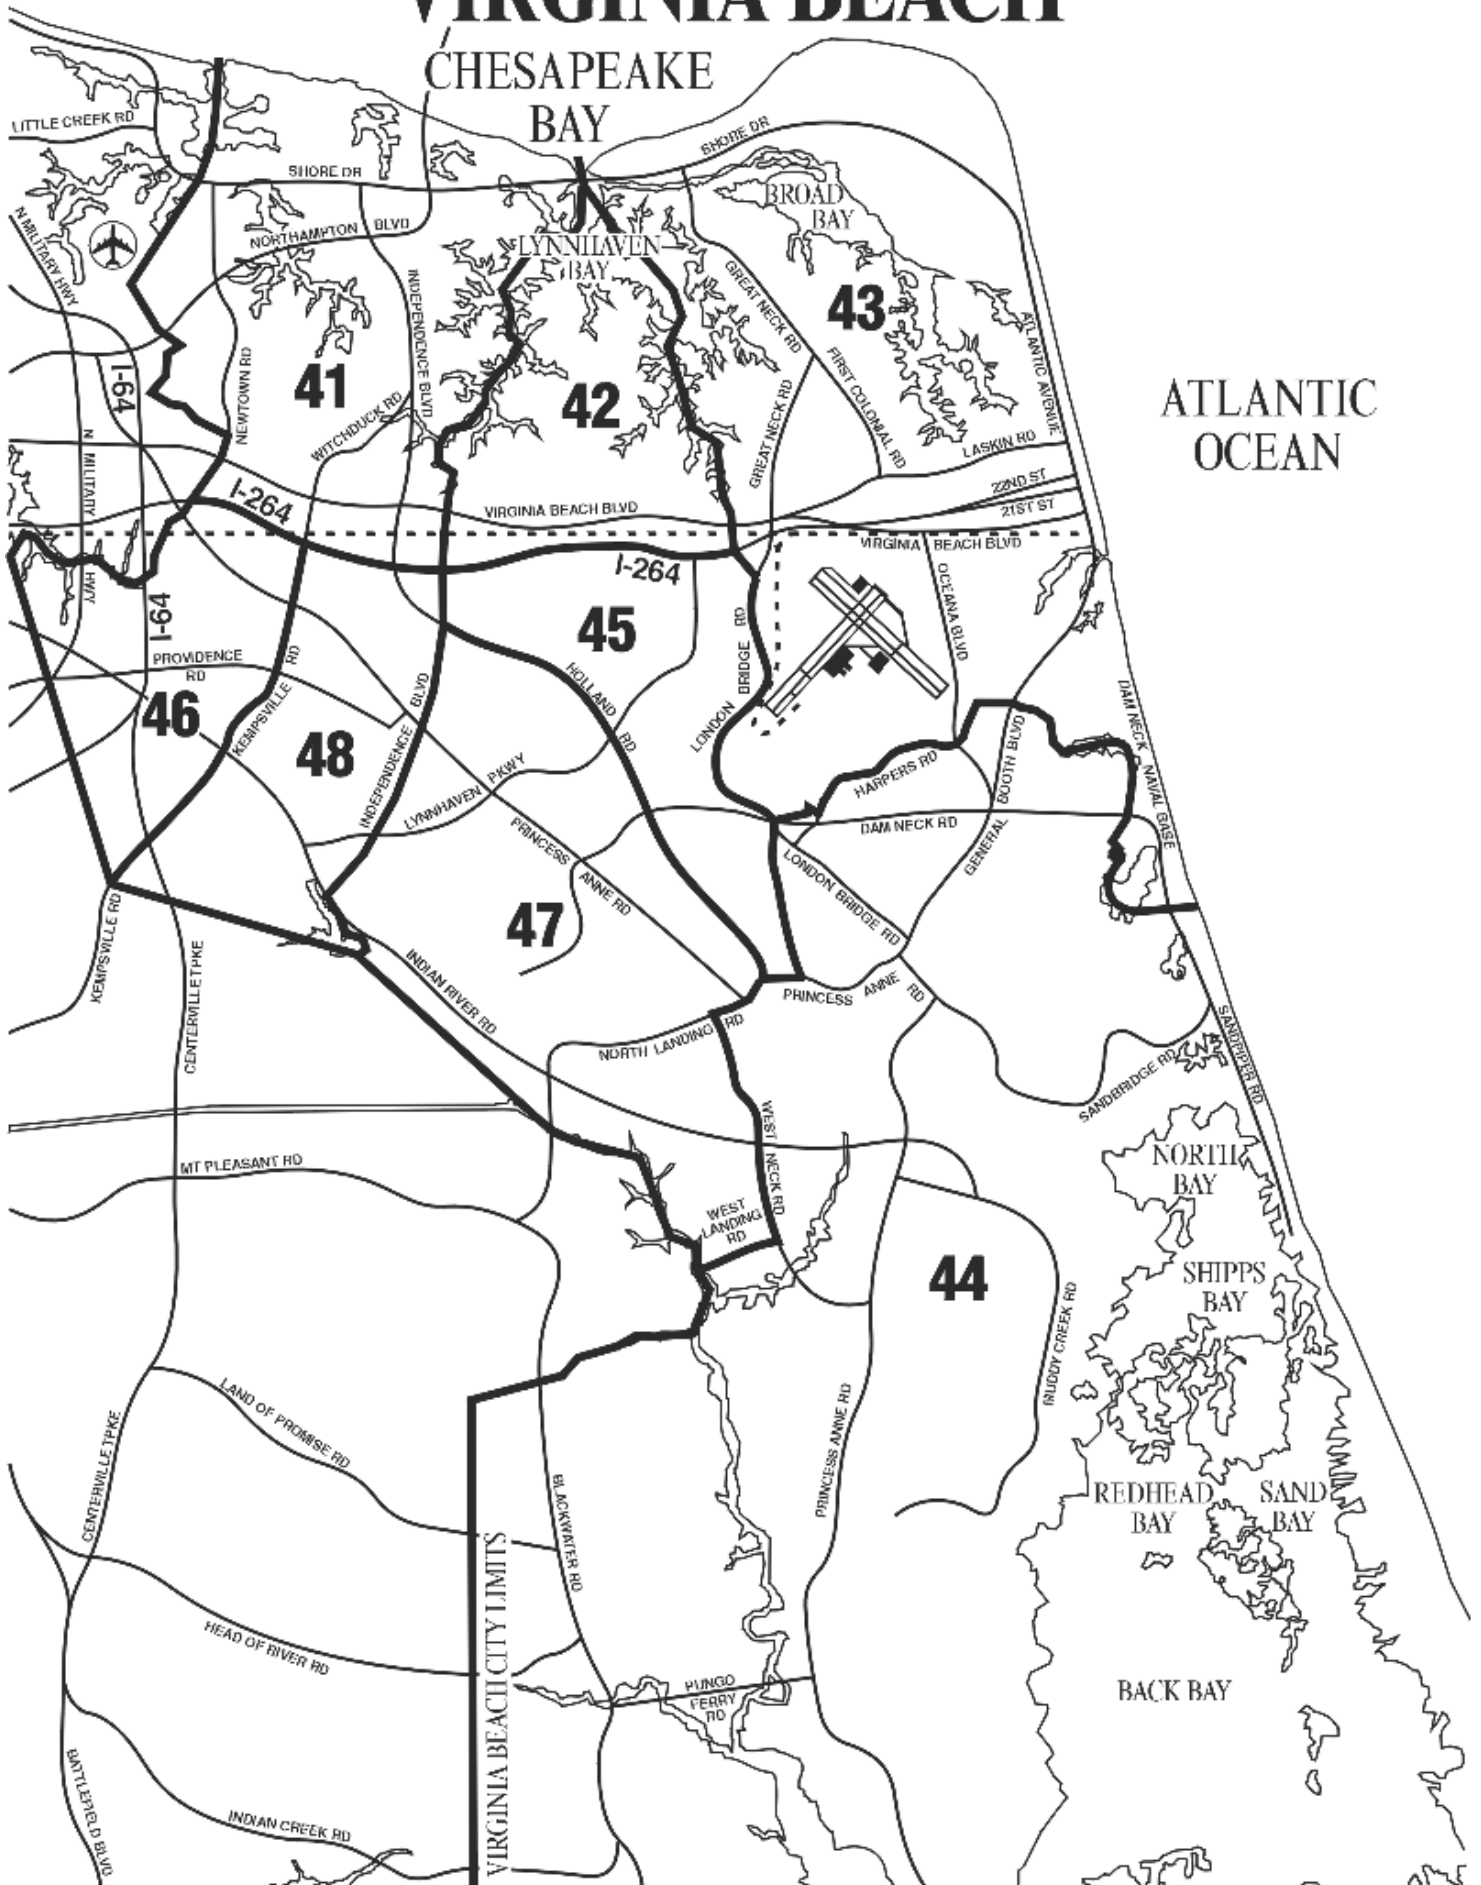 VIRGINIA BEACH
CHESAPEAKE
BAY
LITTLE CREEK RD
SHORE DR
SHORE DR
BROAD
BAY
N MILITARY HWY
NORTHAMPTON BLVD
LYNNHAVEN
BAY
GREAT NECK RD
INDEPENDENCE BLVD
43
ATLANTIC AVENUE
I-64
NEWTOWN RD
41
WITCHDUCK RD
42
GREAT NECK RD
FIRST COLONIAL RD
LASKIN RD
ATLANTIC
OCEAN
N MILITARY HWY
I-264
VIRGINIA BEACH BLVD
22ND ST
21ST ST
VIRGINIA BEACH BLVD
I-264
I-64
45
OCEANA BLVD
PROVIDENCE
RD
KEMPSVILLE RD
HOLLAND RD
LONDON BRIDGE RD
46
48
INDEPENDENCE BLVD
LYNNHAVEN PKWY
HARPERS RD
GENERAL BOOTH BLVD
DAM NECK NAVAL BASE
DAM NECK RD
PRINCESS ANNE RD
LONDON BRIDGE RD
47
KEMPSVILLE RD
CENTERVILLE TPKE
INDIAN RIVER RD
PRINCESS ANNE RD
NORTH LANDING RD
SANDBRIDGE RD
SANDPIPER RD
WEST NECK RD
MT PLEASANT RD
NORTH
BAY
WEST
LANDING
RD
44
SHIPPS
BAY
MUDDY CREEK RD
LAND OF PROMISE RD
CENTERVILLE TPKE
PRINCESS ANNE RD
BLACKWATER RD
REDHEAD
BAY
SAND
BAY
VIRGINIA BEACH CITY LIMITS
HEAD OF RIVER RD
PUNGO
FERRY
RD
BACK BAY
BATTLEFIELD BLVD
INDIAN CREEK RD